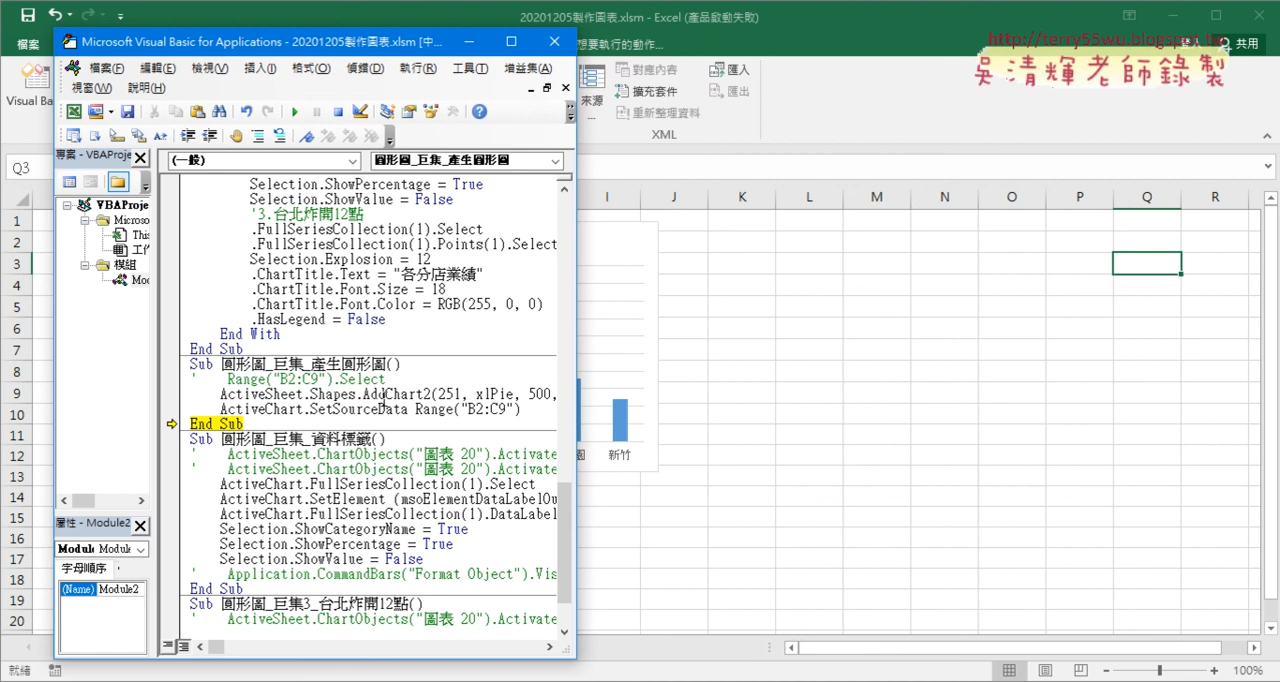 20201205製作圖表.xlsm - Excel (產品啟動失敗)
http://terry55wu.blogspot.tw
吳清輝老師錄製
檔案
想要執行的動作...
共用
Visual Ba
來源
對應內容
擴充套件
重新整理資料
匯入
匯出
XML
Microsoft Visual Basic for Applications - 20201205製作圖表.xlsm [中...
檔案(F) 編輯(E) 檢視(V) 插入(I) 格式(O) 偵錯(D) 執行(R) 工具(T) 增益集(A)
視窗(W) 說明(H)
專案 - VBAProje
(一般)
圓形圖_巨集_產生圓形圖
VBAProje
Microso
This
工作
模組
Mod
屬性 - Module2
Modul Module
字母順序
(Name) Module2
Selection.ShowPercentage = True
Selection.ShowValue = False
'3.台北炸開12點
.FullSeriesCollection(1).Select
.FullSeriesCollection(1).Points(1).Select
Selection.Explosion = 12
.ChartTitle.Text = "各分店業績"
.ChartTitle.Font.Size = 18
.ChartTitle.Font.Color = RGB(255, 0, 0)
.HasLegend = False
End With
End Sub
Sub 圓形圖_巨集_產生圓形圖()
' Range("B2:C9").Select
ActiveSheet.Shapes.AddChart2(251, xlPie, 500,
ActiveChart.SetSourceData Range("B2:C9")
End Sub
Sub 圓形圖_巨集_資料標籤()
' ActiveSheet.ChartObjects("圖表 20").Activate
' ActiveSheet.ChartObjects("圖表 20").Activate
ActiveChart.FullSeriesCollection(1).Select
ActiveChart.SetElement (msoElementDataLabelOu
ActiveChart.FullSeriesCollection(1).DataLabel
Selection.ShowCategoryName = True
Selection.ShowPercentage = True
Selection.ShowValue = False
' Application.CommandBars("Format Object").Vis
End Sub
Sub 圓形圖_巨集3_台北炸開12點()
' ActiveSheet.ChartObjects("圖表 20").Activate
Q3
I J K L M N O P Q R
1
2
3
4
5
6
7
8
9
10
11
12
13
14
15
16
17
18
19
20
園 新竹
就緒
100%